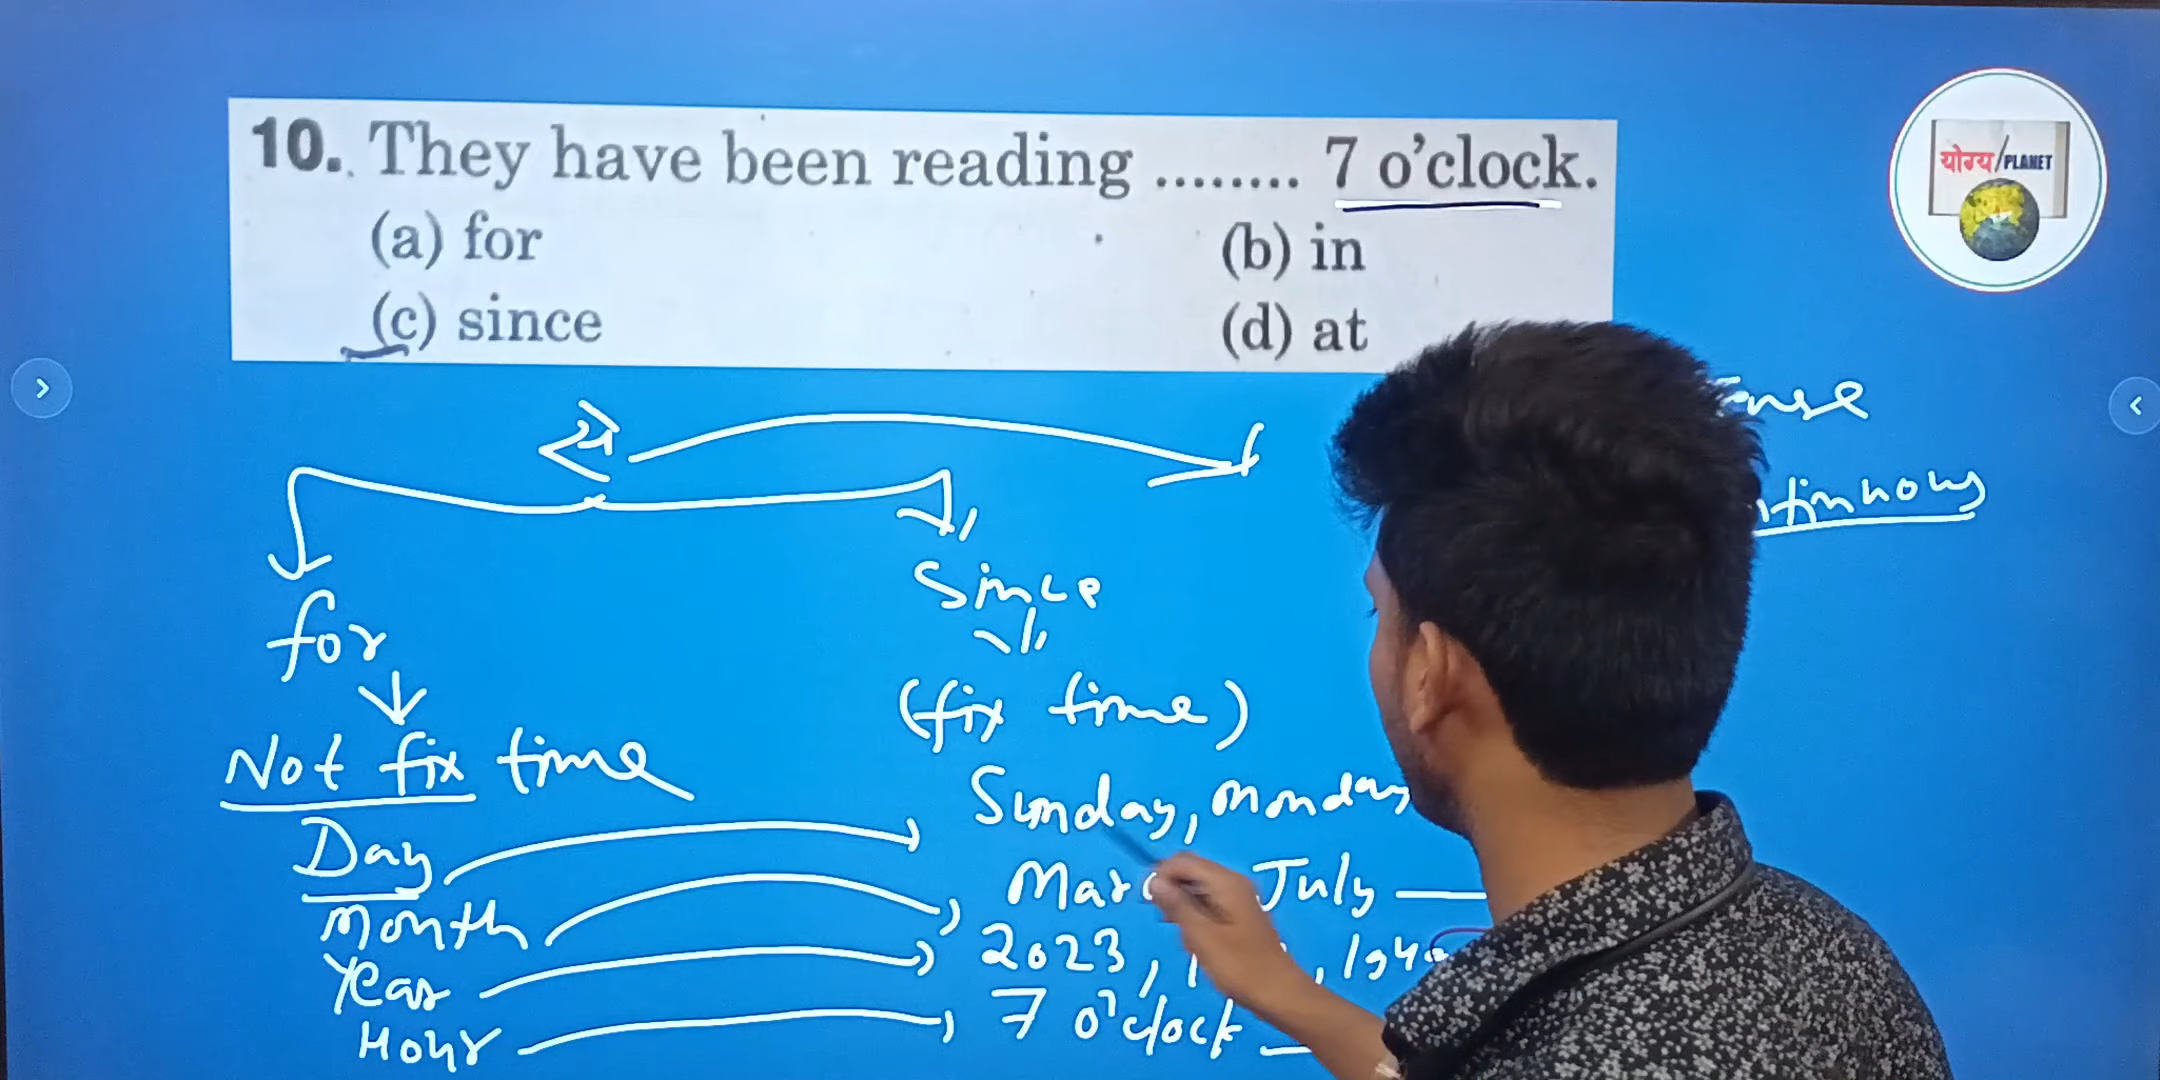 10. They have been reading ........ 7 o'clock.
(a) for
(b) in
(c) since
(d) at
योग्य/PLANET
से
continuous
for
Since
(fix time)
Not fix time
Sunday, Monday
Day
July
Month
2023,
Year
7 o'clock
Hour